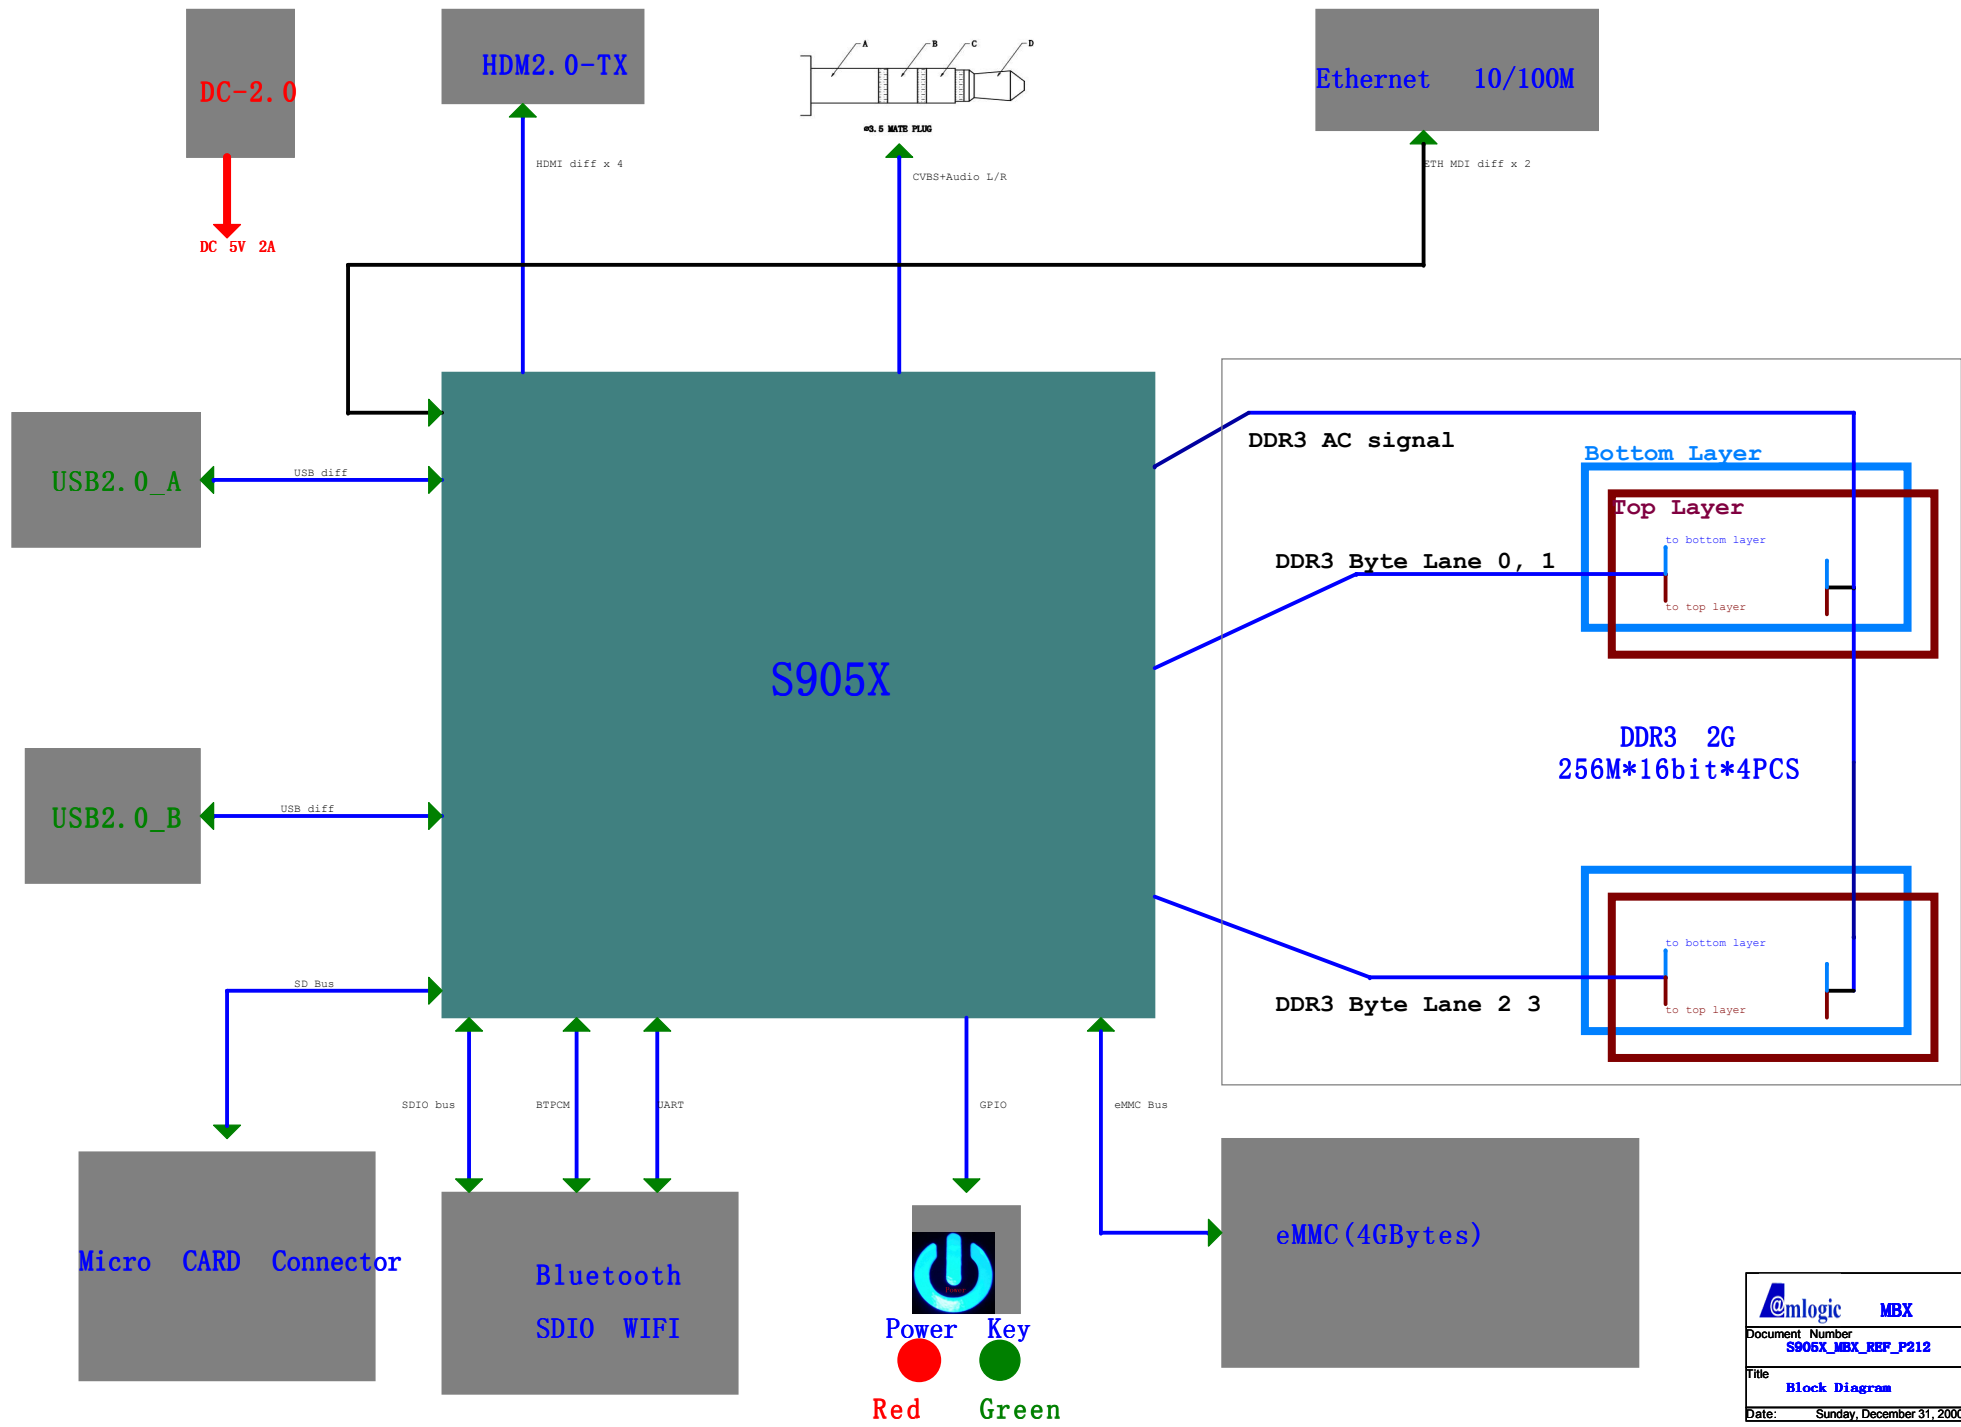 DC-2.0
DC 5V 2A
HDM2.0-TX
HDMI diff x 4
A B C D
ø3.5 MATE PLUG
CVBS+Audio L/R
Ethernet 10/100M
ETH MDI diff x 2
USB2.0_A
USB diff
USB2.0_B
USB diff
S905X
DDR3 AC signal
Bottom Layer
Top Layer
to bottom layer
DDR3 Byte Lane 0, 1
to top layer
DDR3 2G
256M*16bit*4PCS
to bottom layer
DDR3 Byte Lane 2 3
to top layer
SD Bus
SDIO bus
BTPCM
UART
GPIO
eMMC Bus
Micro CARD Connector
Bluetooth
SDIO WIFI
Power
Power Key
Red Green
eMMC(4GBytes)
@mlogic MBX
Document Number
S905X_MBX_REF_P212
Title
Block Diagram
Date: Sunday, December 31, 2000